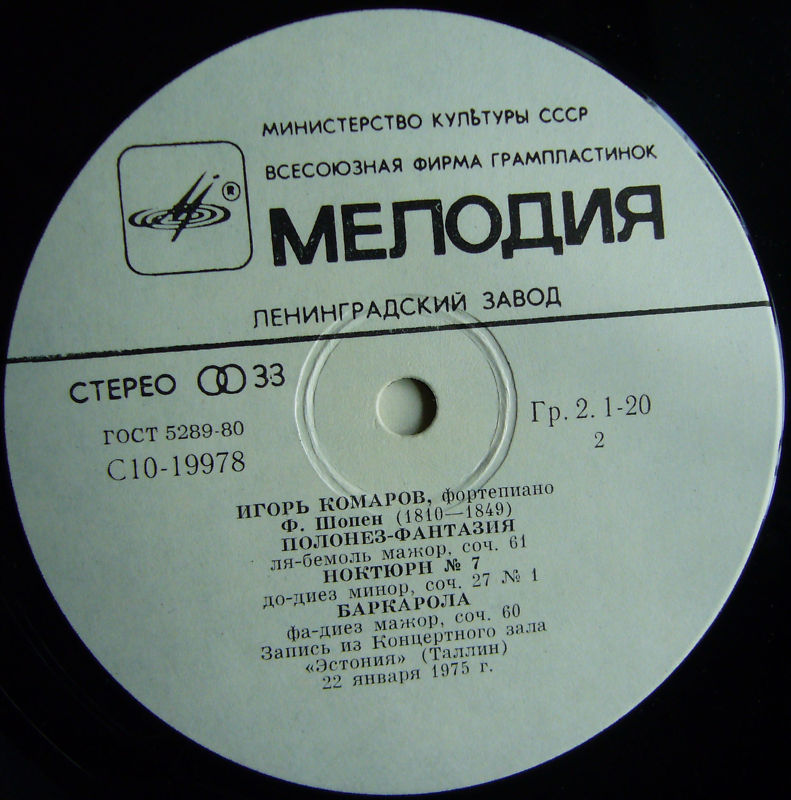 МИНИСТЕРСТВО КУЛЬТУРЫ СССР
ВСЕСОЮЗНАЯ ФИРМА ГРАМПЛАСТИНОК
®
МЕЛОДИЯ
ЛЕНИНГРАДСКИЙ ЗАВОД
СТЕРЕО 33
ГОСТ 5289-80
С10-19978
Гр. 2. 1-20
2
ИГОРЬ КОМАРОВ, фортепиано
Ф. Шопен (1810—1849)
ПОЛОНЕЗ-ФАНТАЗИЯ
ля-бемоль мажор, соч. 61
НОКТЮРН № 7
до-диез минор, соч. 27 № 1
БАРКАРОЛА
фа-диез мажор, соч. 60
Запись из Концертного зала
«Эстония» (Таллин)
22 января 1975 г.